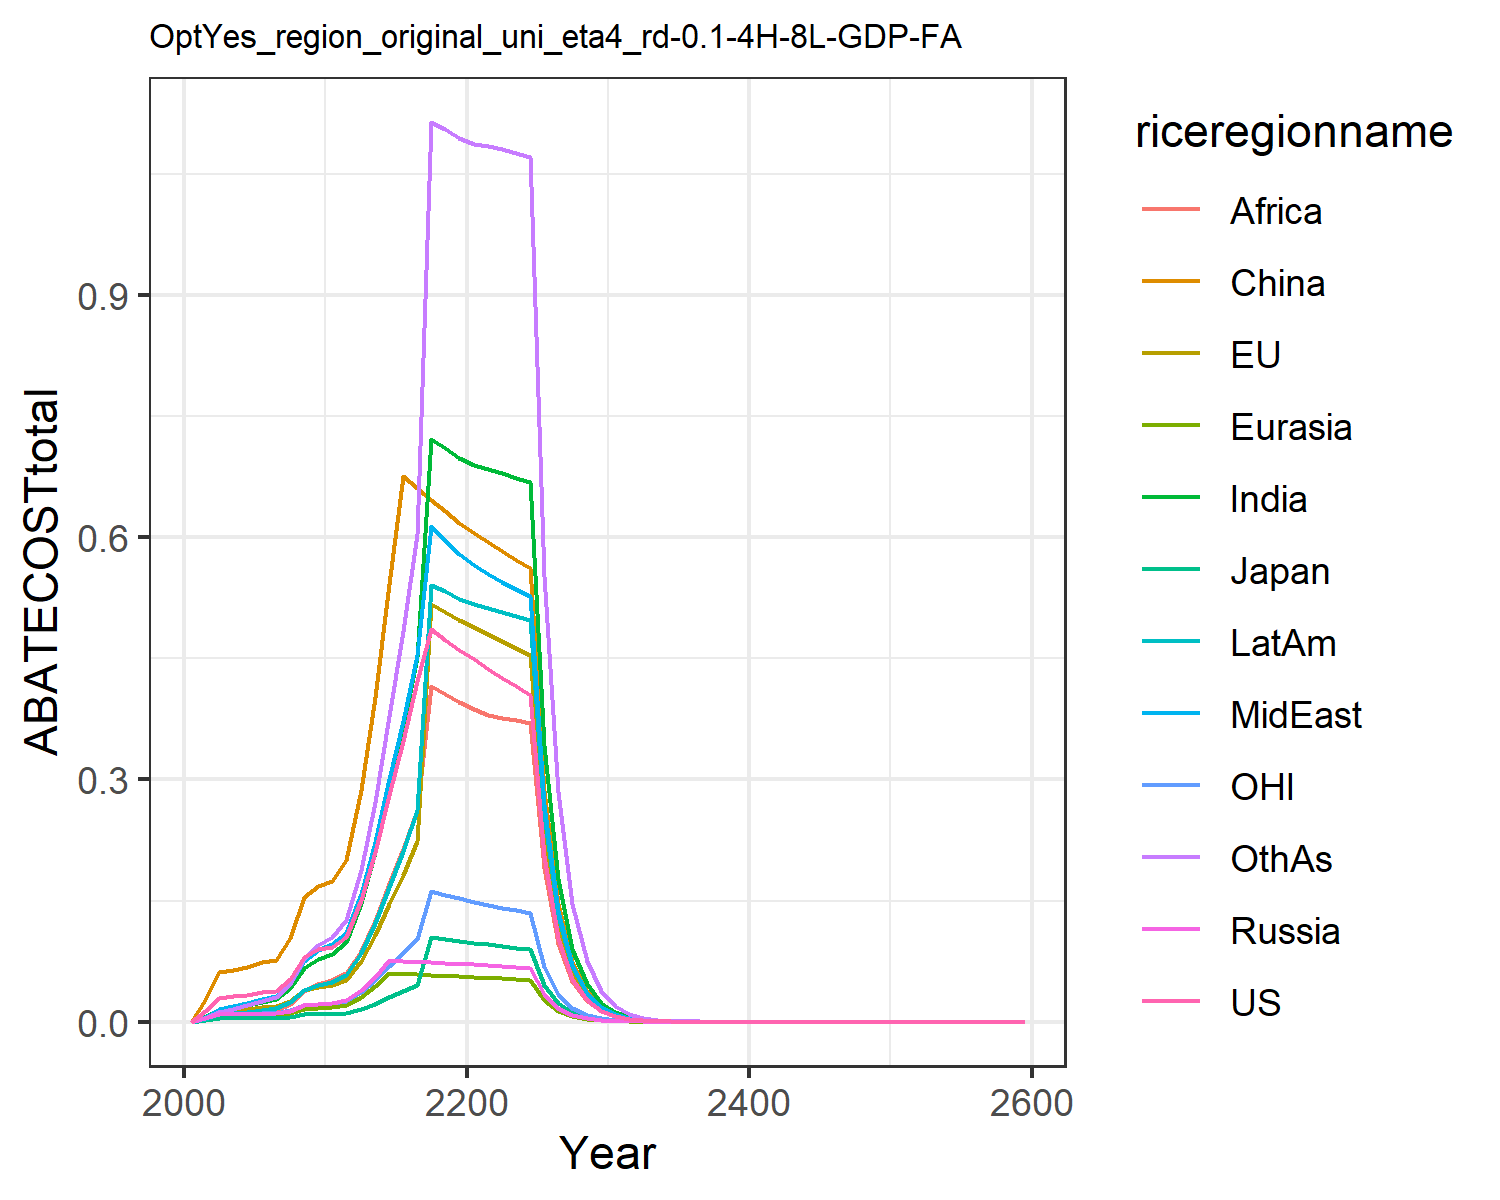 OptYes_region_original_uni_eta4_rd-0.1-4H-8L-GDP-FA
ABATECOSTtotal
0.9
0.6
0.3
0.0
2000
2200
2400
2600
Year
riceregionname
Africa
China
EU
Eurasia
India
Japan
LatAm
MidEast
OHI
OthAs
Russia
US